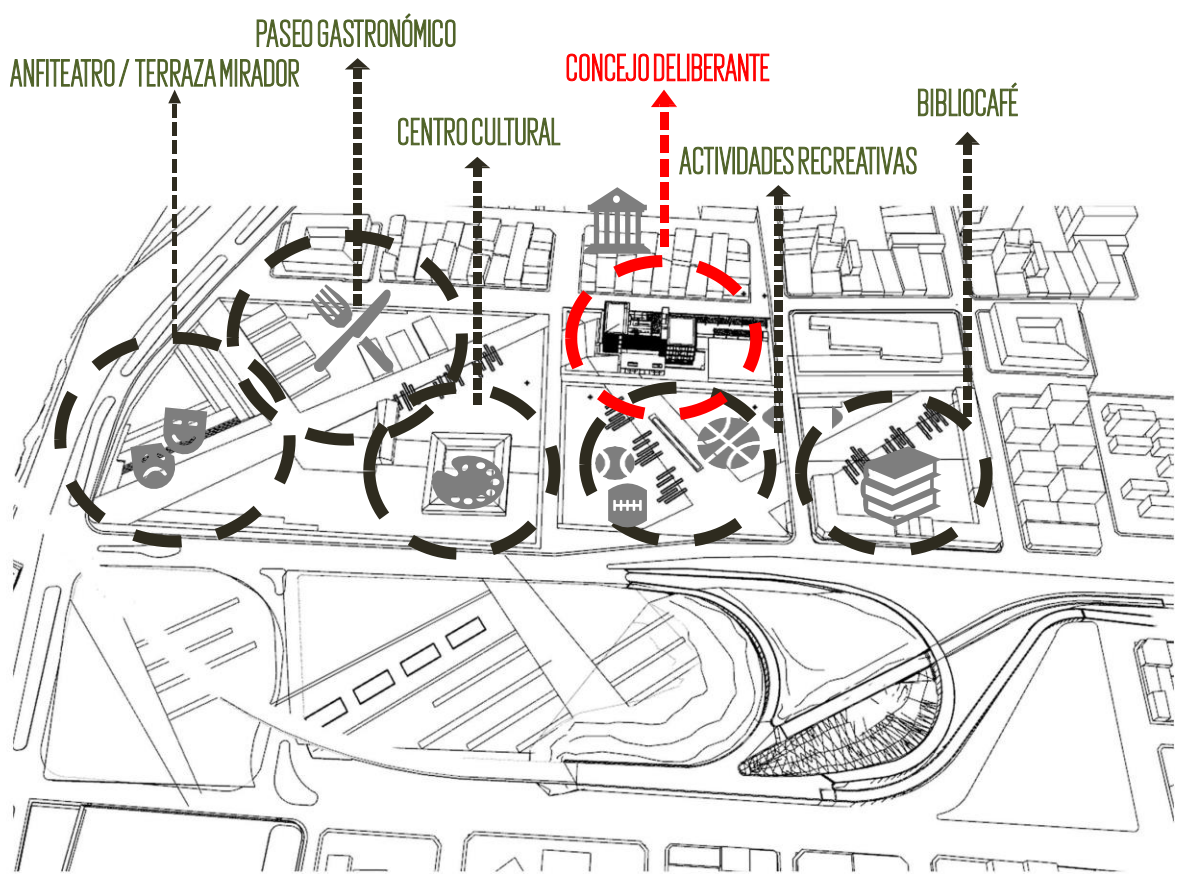 PASEO GASTRONÓMICO
ANFITEATRO / TERRAZA MIRADOR
CONCEJO DELIBERANTE
BIBLIOCAFÉ
CENTRO CULTURAL
ACTIVIDADES RECREATIVAS